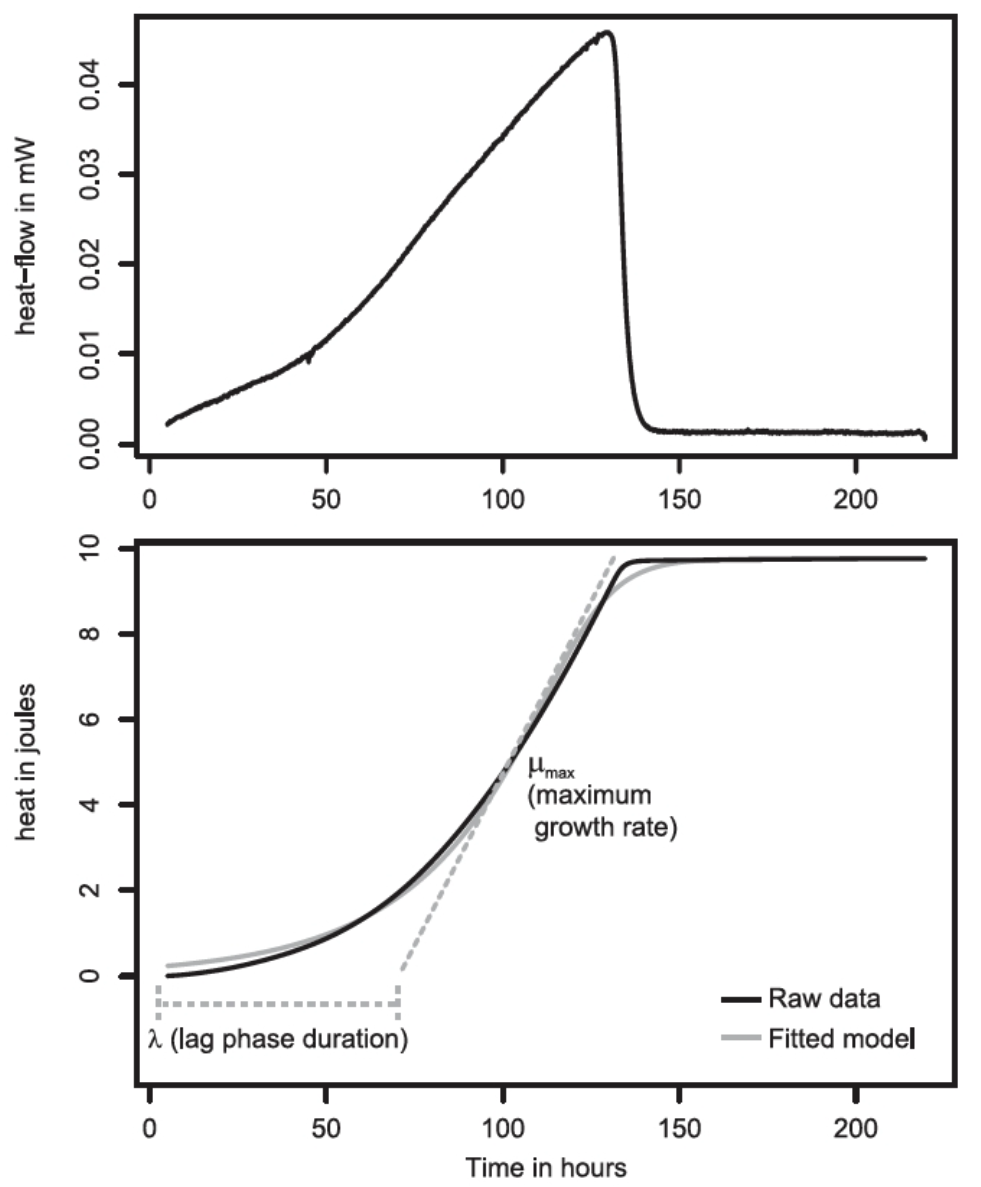 heat-flow in mW
0.04
0.03
0.02
0.01
0.00
0 50 100 150 200
heat in joules
10
8
6
4
2
0
μmax
(maximum
growth rate)
λ (lag phase duration)
Raw data
Fitted model
0 50 100 150 200
Time in hours